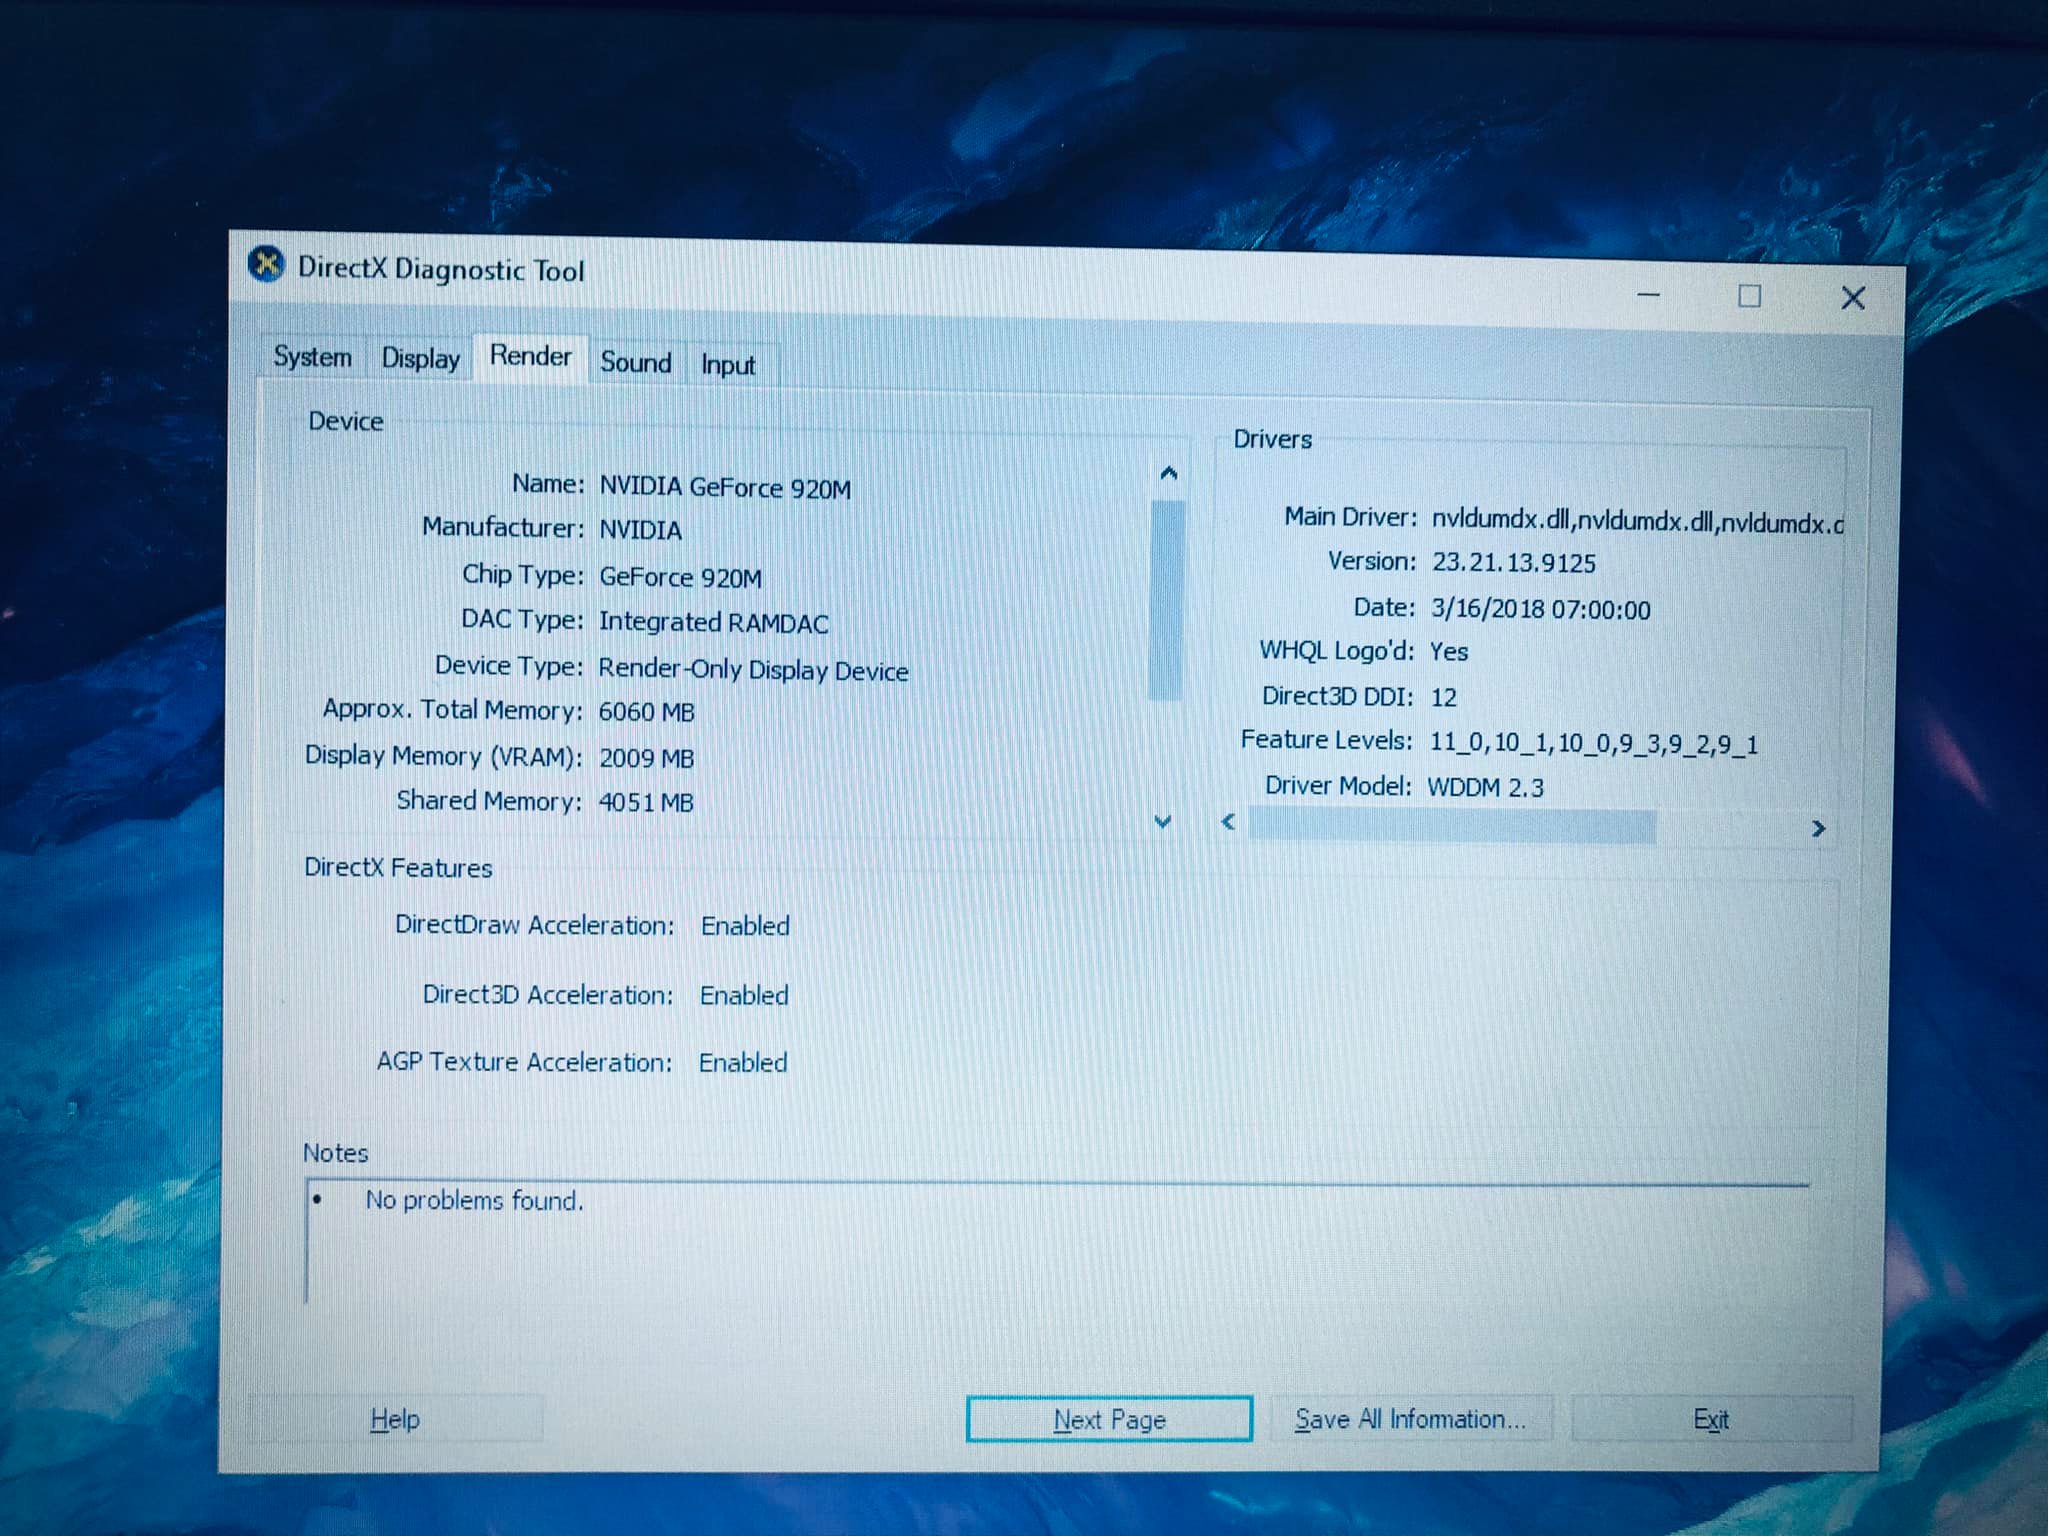 DirectX Diagnostic Tool
System Display Render Sound Input
Device
Name: NVIDIA GeForce 920M
Manufacturer: NVIDIA
Chip Type: GeForce 920M
DAC Type: Integrated RAMDAC
Device Type: Render-Only Display Device
Approx. Total Memory: 6060 MB
Display Memory (VRAM): 2009 MB
Shared Memory: 4051 MB
Drivers
Main Driver: nvldumdx.dll,nvldumdx.dll,nvldumdx.d
Version: 23.21.13.9125
Date: 3/16/2018 07:00:00
WHQL Logo'd: Yes
Direct3D DDI: 12
Feature Levels: 11_0,10_1,10_0,9_3,9_2,9_1
Driver Model: WDDM 2.3
DirectX Features
DirectDraw Acceleration: Enabled
Direct3D Acceleration: Enabled
AGP Texture Acceleration: Enabled
Notes
• No problems found.
Help Next Page Save All Information... Exit